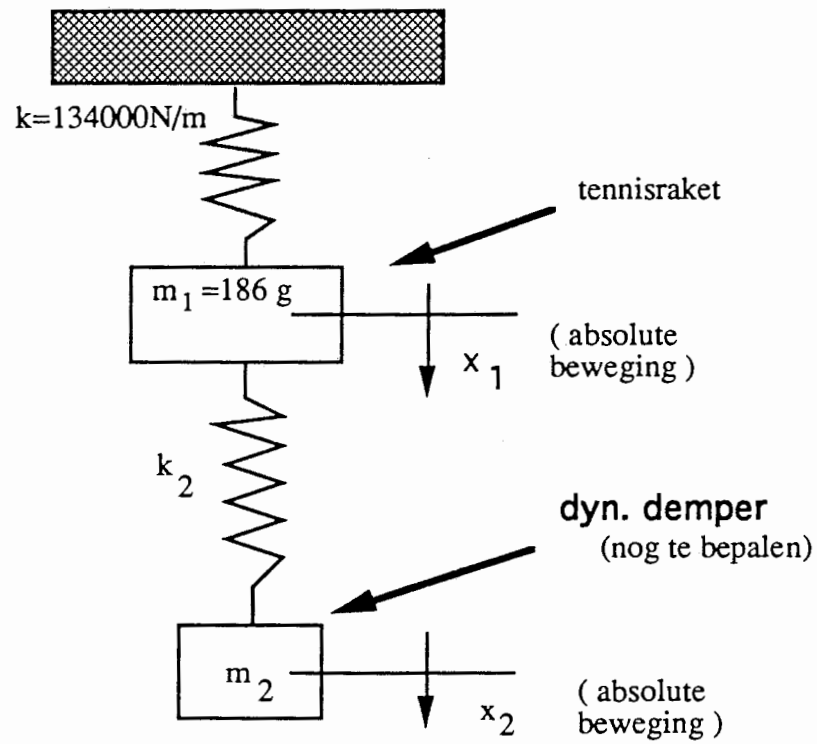 k=134000N/m
tennisraket
m₁ =186 g
( absolute
beweging )
x₁
k₂
dyn. demper
(nog te bepalen)
m₂
( absolute
beweging )
x₂